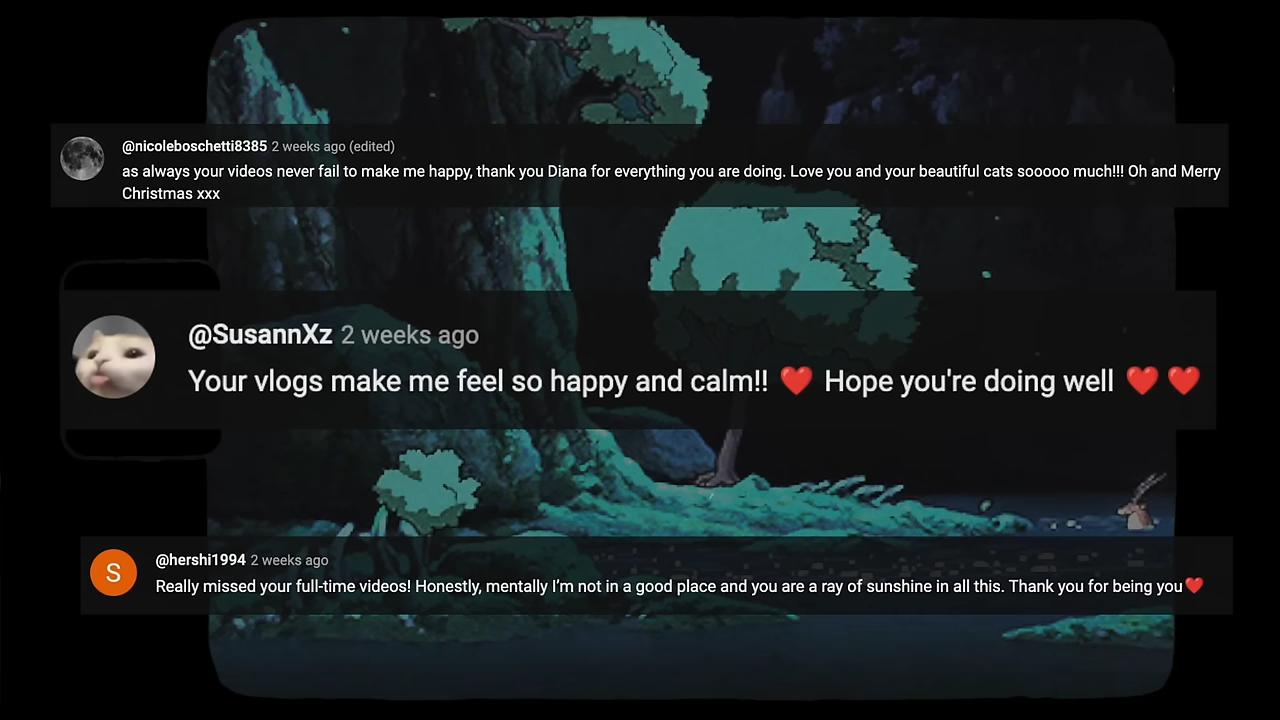 @nicoleboschetti8385 2 weeks ago (edited)
as always your videos never fail to make me happy, thank you Diana for everything you are doing. Love you and your beautiful cats sooooo much!!! Oh and Merry
Christmas xxx
@SusannXz 2 weeks ago
Your vlogs make me feel so happy and calm!! ❤️ Hope you're doing well ❤️❤️
S
@hershi1994 2 weeks ago
Really missed your full-time videos! Honestly, mentally I'm not in a good place and you are a ray of sunshine in all this. Thank you for being you❤️